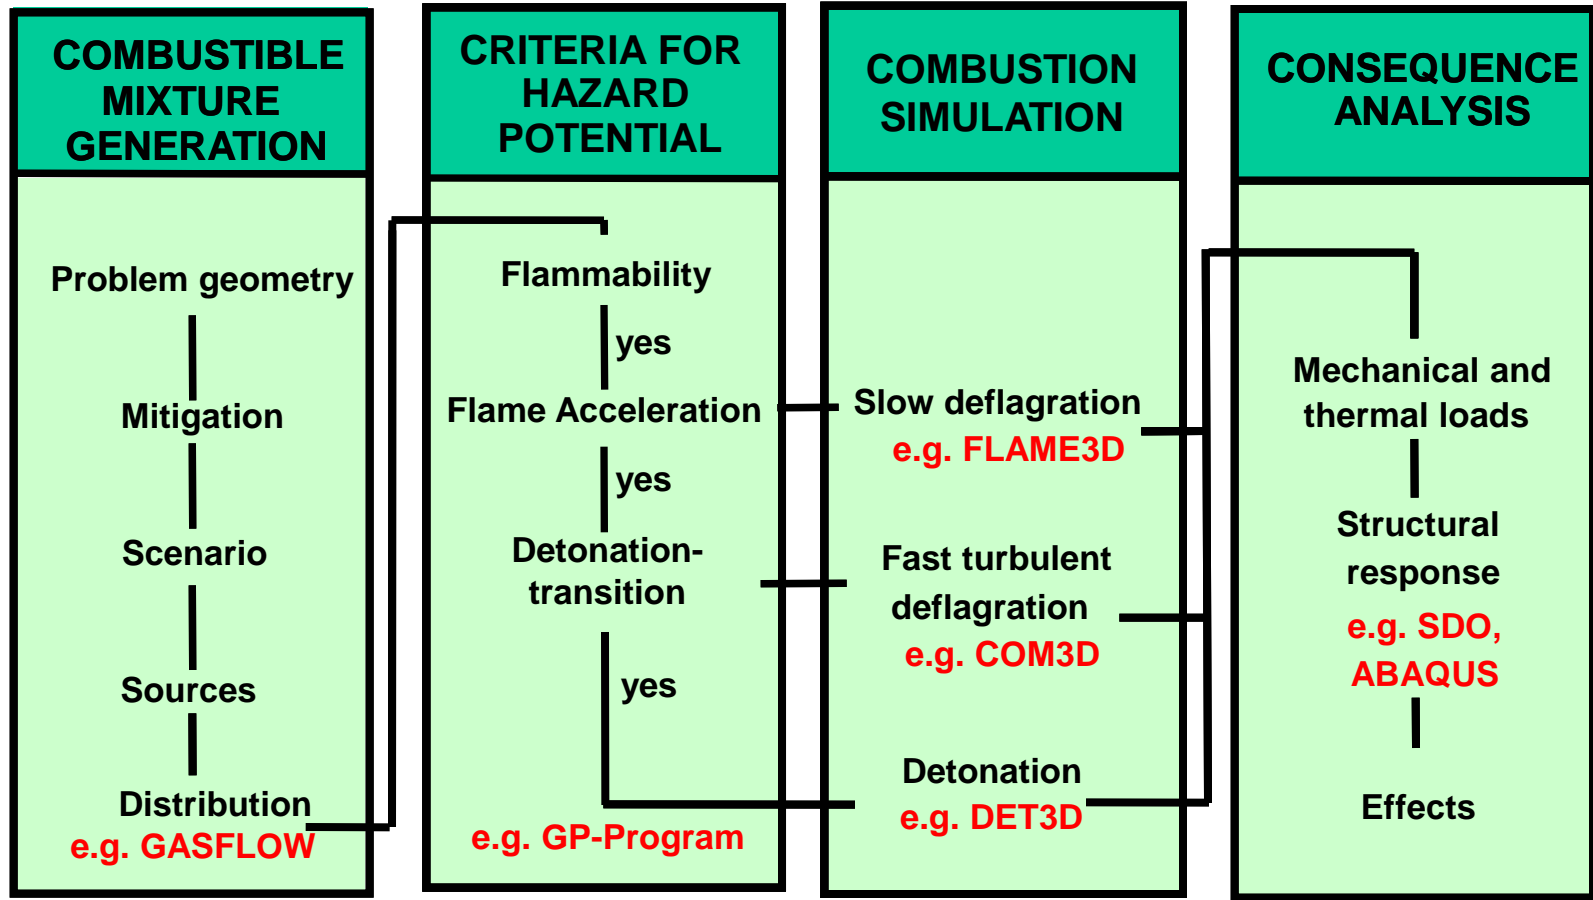 COMBUSTIBLE
MIXTURE
GENERATION
Problem geometry
Mitigation
Scenario
Sources
Distribution
e.g. GASFLOW
CRITERIA FOR
HAZARD
POTENTIAL
Flammability
yes
Flame Acceleration
yes
Detonation-
transition
yes
e.g. GP-Program
COMBUSTION
SIMULATION
Slow deflagration
e.g. FLAME3D
Fast turbulent
deflagration
e.g. COM3D
Detonation
e.g. DET3D
CONSEQUENCE
ANALYSIS
Mechanical and
thermal loads
Structural
response
e.g. SDO,
ABAQUS
Effects